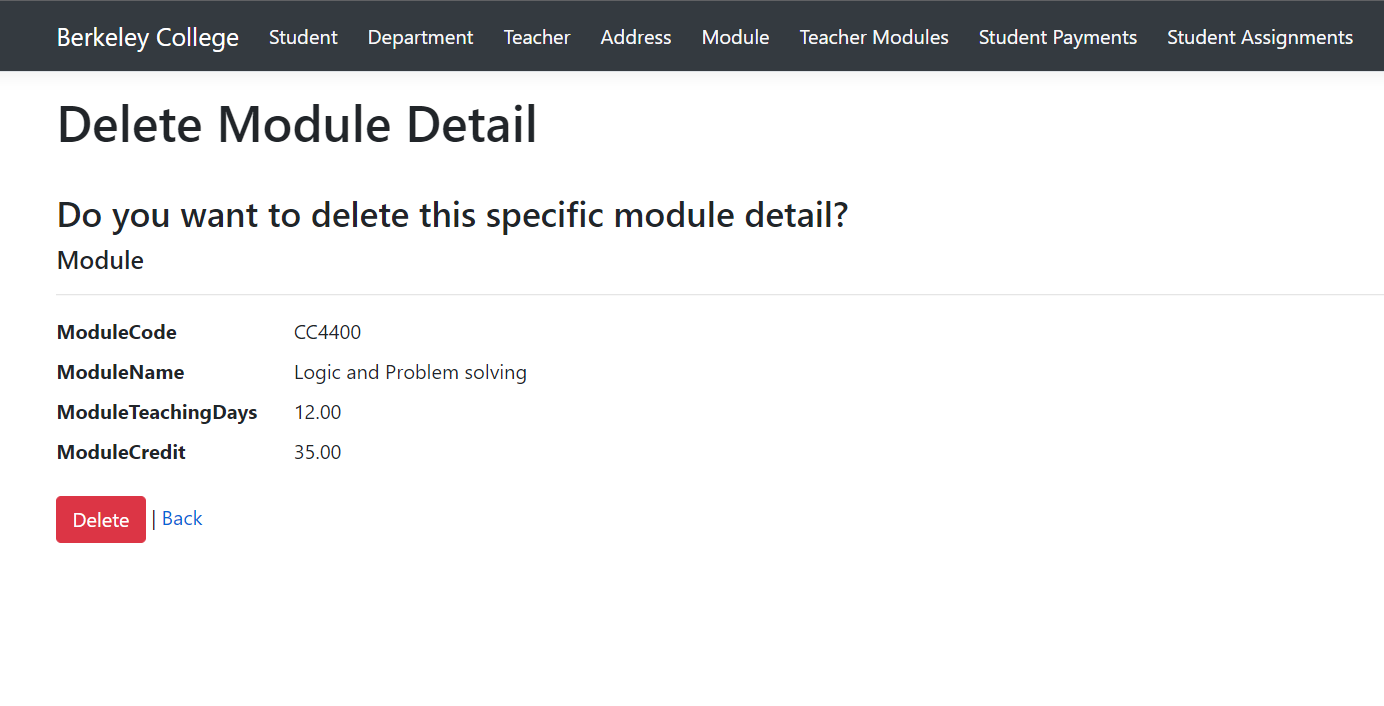 Berkeley College Student Department Teacher Address Module Teacher Modules Student Payments Student Assignments
Delete Module Detail
Do you want to delete this specific module detail?
Module
ModuleCode CC4400
ModuleName Logic and Problem solving
ModuleTeachingDays 12.00
ModuleCredit 35.00
Delete | Back